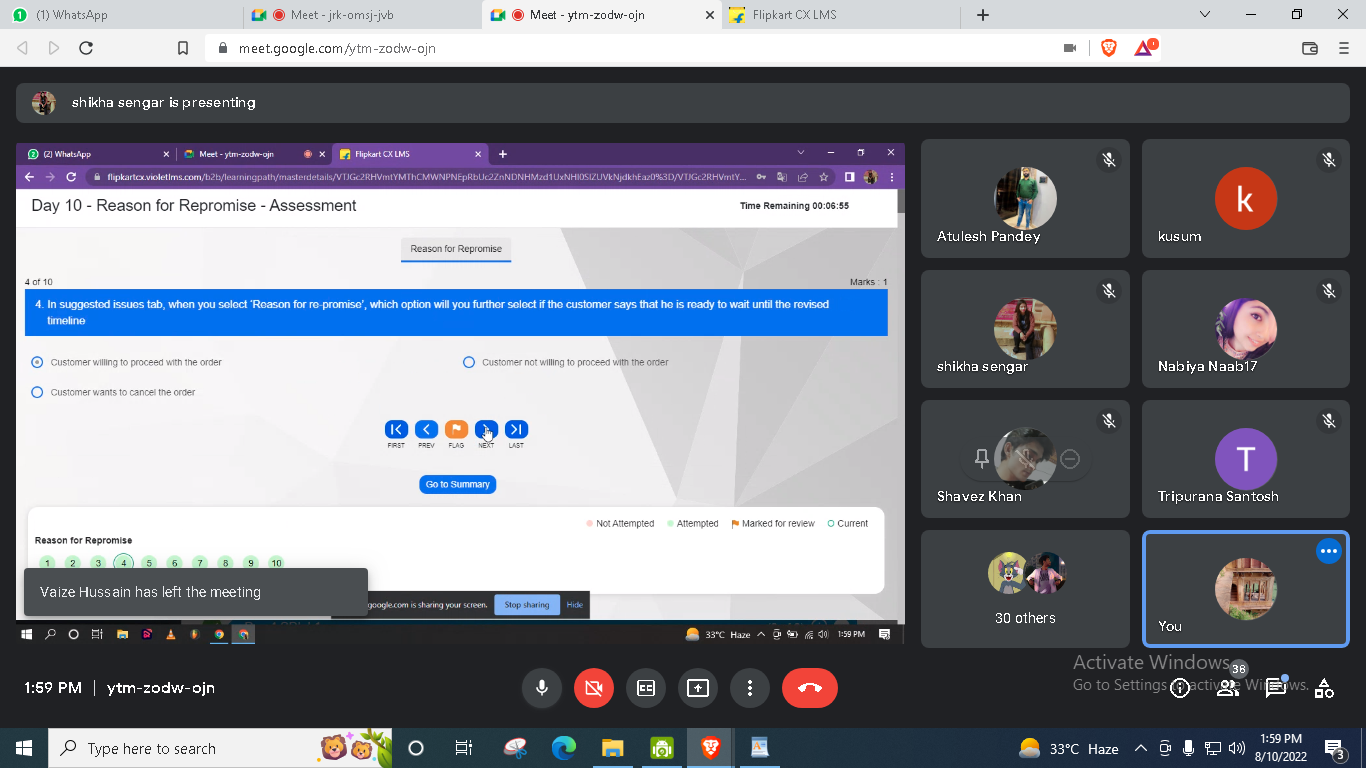 (1) WhatsApp
Meet - jrk-omsj-jvb
Meet - ytm-zodw-ojn
Flipkart CX LMS
meet.google.com/ytm-zodw-ojn
shikha sengar is presenting
(2) WhatsApp
Meet - ytm-zodw-ojn
Flipkart CX LMS
Day 10 - Reason for Repromise - Assessment
Time Remaining 00:06:55
Reason for Repromise
4 of 10
Marks : 1
4. In suggested issues tab, when you select 'Reason for re-promise', which option will you further select if the customer says that he is ready to wait until the revised
timeline
Customer willing to proceed with the order
Customer not willing to proceed with the order
Customer wants to cancel the order
FIRST PREV FLAG NEXT LAST
Go to Summary
Not Attempted Attempted Marked for review Current
Reason for Repromise
1 2 3 4 5 6 7 8 9 10
Vaize Hussain has left the meeting
google.com is sharing your screen. Stop sharing Hide
33°C Haze 1:59 PM
Atulesh Pandey
k
kusum
shikha sengar
Nabiya Naab17
Shavez Khan
T
Tripurana Santosh
30 others
You
1:59 PM | ytm-zodw-ojn
38
Activate Windows
Go to Settings to activate Windows.
Type here to search
33°C Haze
1:59 PM
8/10/2022
3